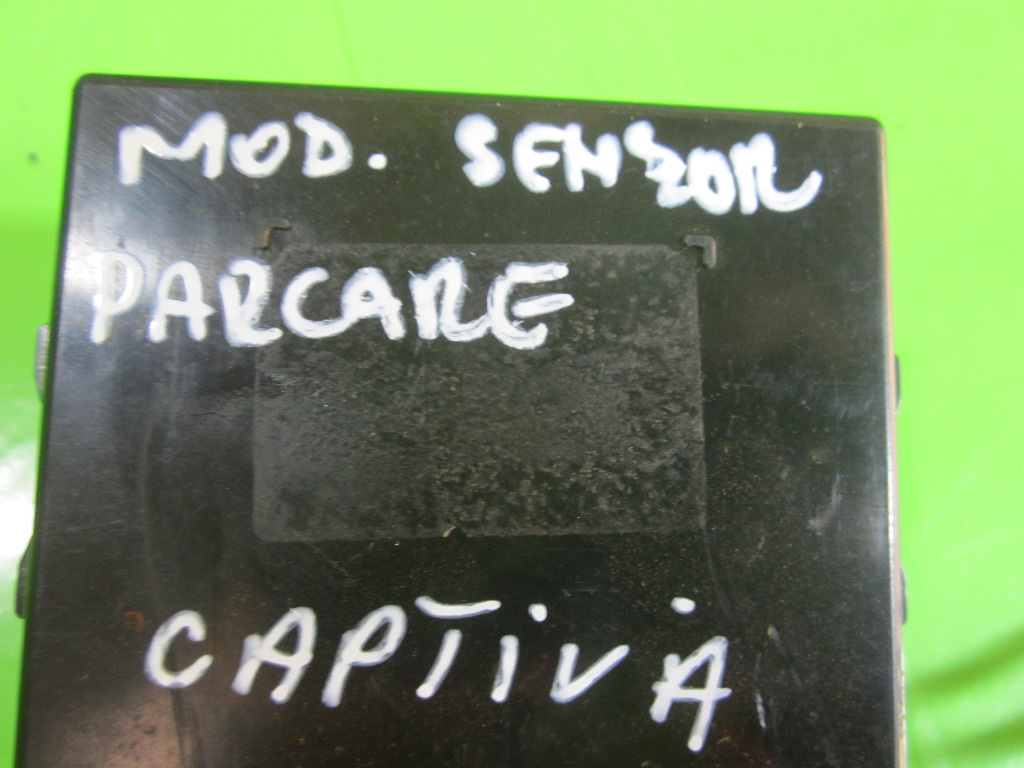 MOD. SENZOR
PARCARE
CAPTIVA